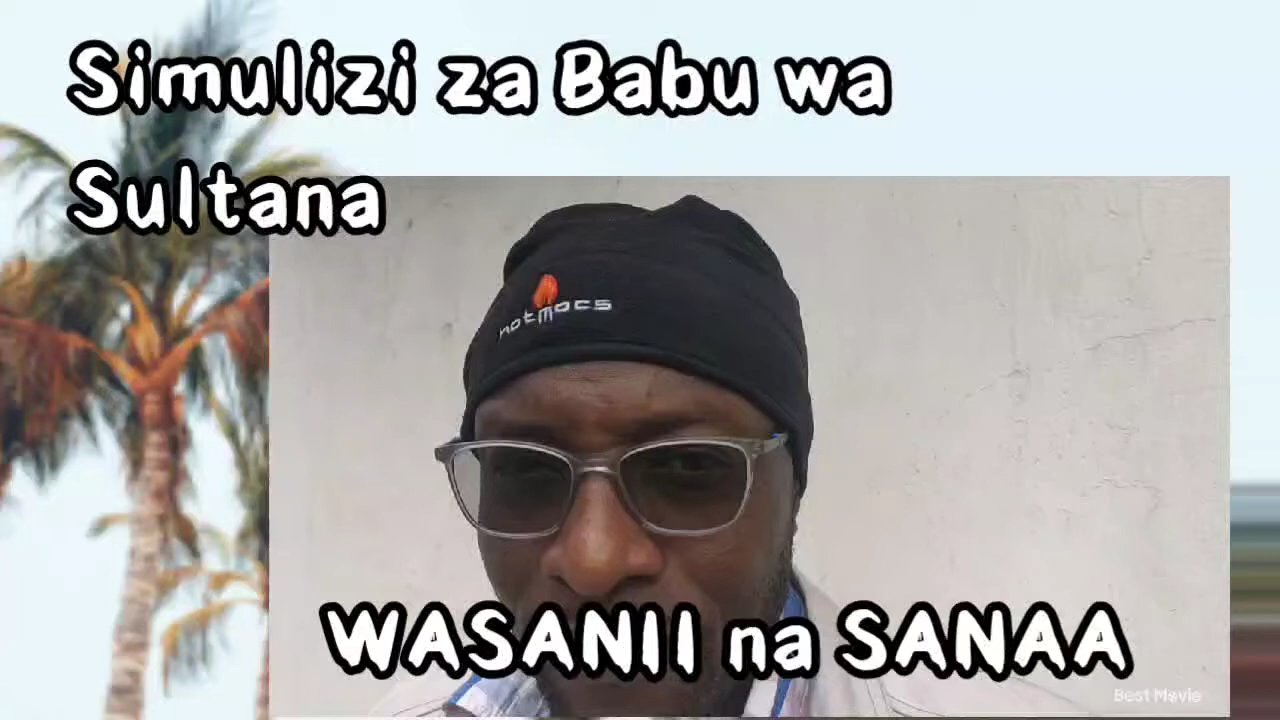 Simulizi za Babu wa
Sultana
hotmocs
WASANII na SANAA
Best Movie